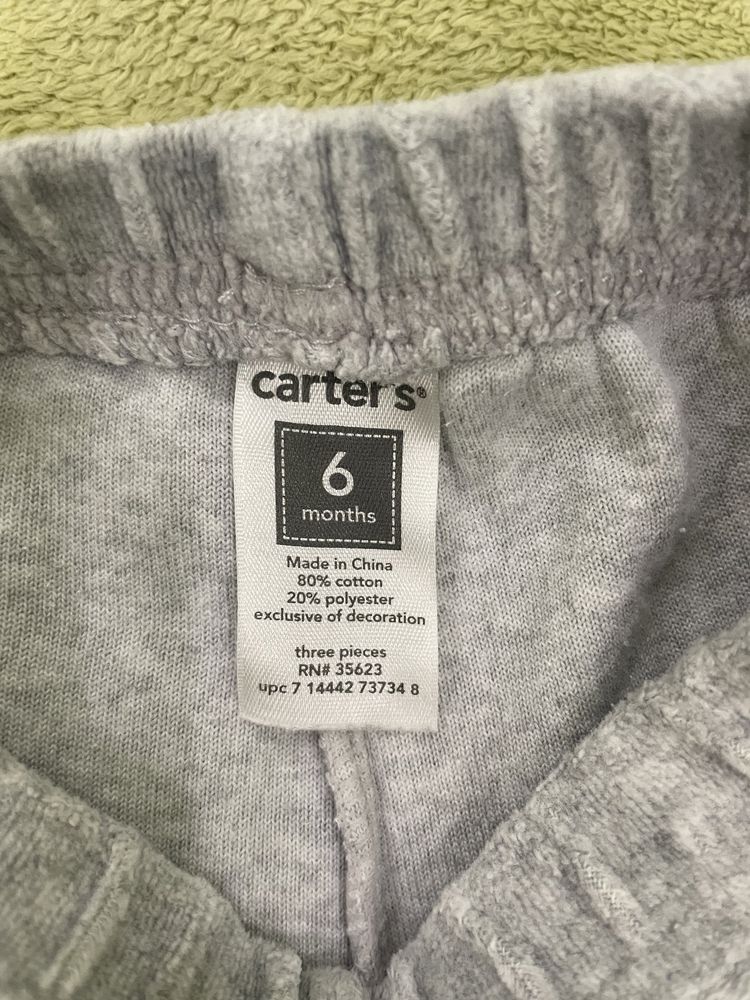 carter's®
6
months
Made in China
80% cotton
20% polyester
exclusive of decoration
three pieces
RN# 35623
upc 7 14442 73734 8